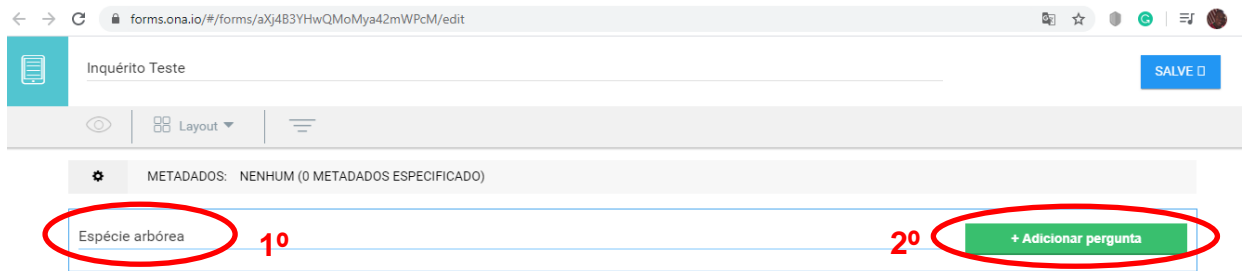 forms.ona.io/#/forms/aXj4B3YHwQMoMya42mWPcM/edit
Inquérito Teste
SALVE
Layout
METADADOS: NENHUM (0 METADADOS ESPECIFICADO)
Espécie arbórea
1º
2º
+ Adicionar pergunta